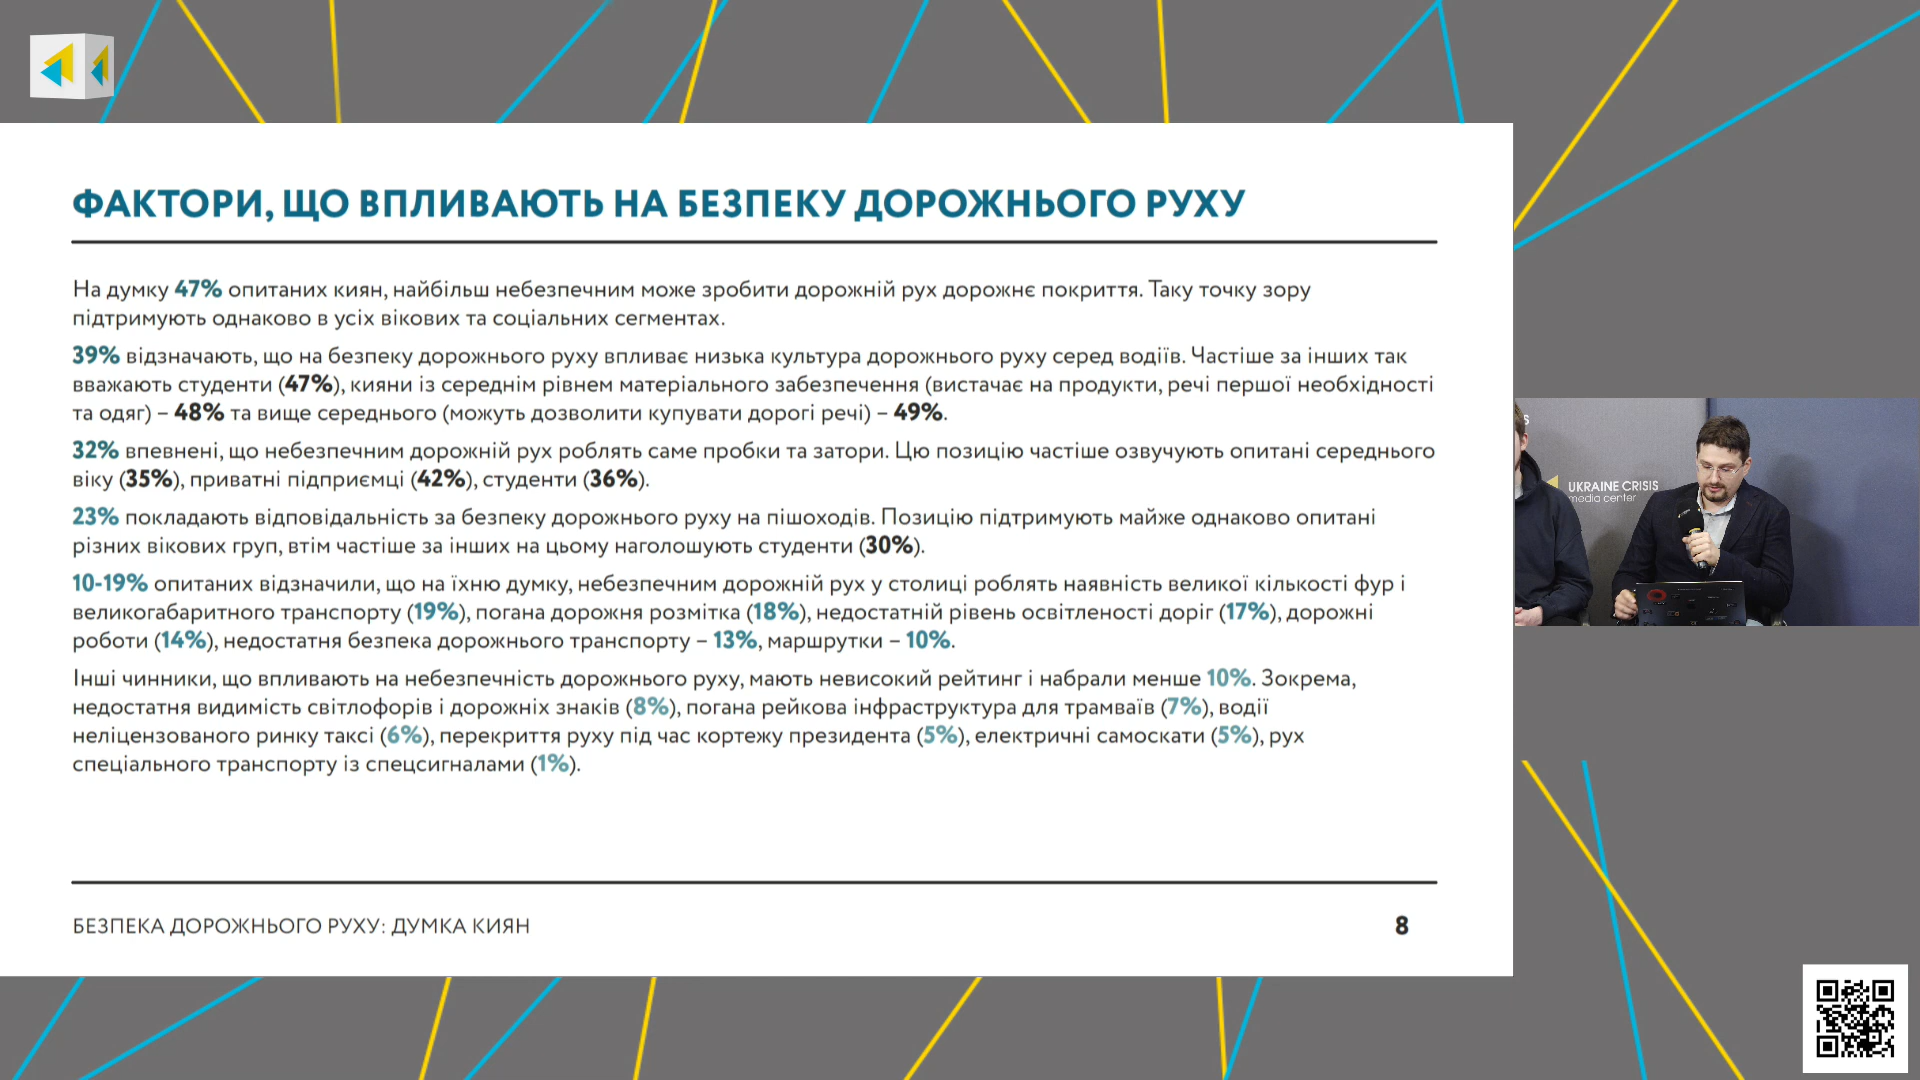 ФАКТОРИ, ЩО ВПЛИВАЮТЬ НА БЕЗПЕКУ ДОРОЖНЬОГО РУХУ
На думку 47% опитаних киян, найбільш небезпечним може зробити дорожній рух дорожнє покриття. Таку точку зору
підтримують однаково в усіх вікових та соціальних сегментах.
39% відзначають, що на безпеку дорожнього руху впливає низька культура дорожнього руху серед водіїв. Частіше за інших так
вважають студенти (47%), кияни із середнім рівнем матеріального забезпечення (вистачає на продукти, речі першої необхідності
та одяг) – 48% та вище середнього (можуть дозволити купувати дорогі речі) – 49%.
32% впевнені, що небезпечним дорожній рух роблять саме пробки та затори. Цю позицію частіше озвучують опитані середнього
віку (35%), приватні підприємці (42%), студенти (36%).
23% покладають відповідальність за безпеку дорожнього руху на пішоходів. Позицію підтримують майже однаково опитані
різних вікових груп, втім частіше за інших на цьому наголошують студенти (30%).
10-19% опитаних відзначили, що на їхню думку, небезпечним дорожній рух у столиці роблять наявність великої кількості фур і
великогабаритного транспорту (19%), погана дорожня розмітка (18%), недостатній рівень освітленості доріг (17%), дорожні
роботи (14%), недостатня безпека дорожнього транспорту – 13%, маршрутки – 10%.
Інші чинники, що впливають на небезпечність дорожнього руху, мають невисокий рейтинг і набрали менше 10%. Зокрема,
недостатня видимість світлофорів і дорожніх знаків (8%), погана рейкова інфраструктура для трамваїв (7%), водії
неліцензованого ринку таксі (6%), перекриття руху під час кортежу президента (5%), електричні самоскати (5%), рух
спеціального транспорту із спецсигналами (1%).
БЕЗПЕКА ДОРОЖНЬОГО РУХУ: ДУМКА КИЯН
8
UKRAINE CRISIS
media center